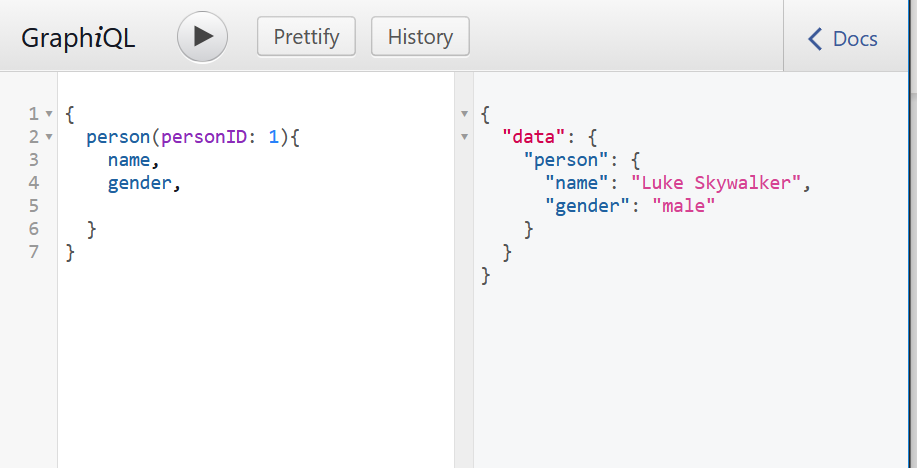 GraphiQL Prettify History Docs
1 {
2 person(personID: 1){
3 name,
4 gender,
5
6 }
7 }
{
"data": {
"person": {
"name": "Luke Skywalker",
"gender": "male"
}
}
}